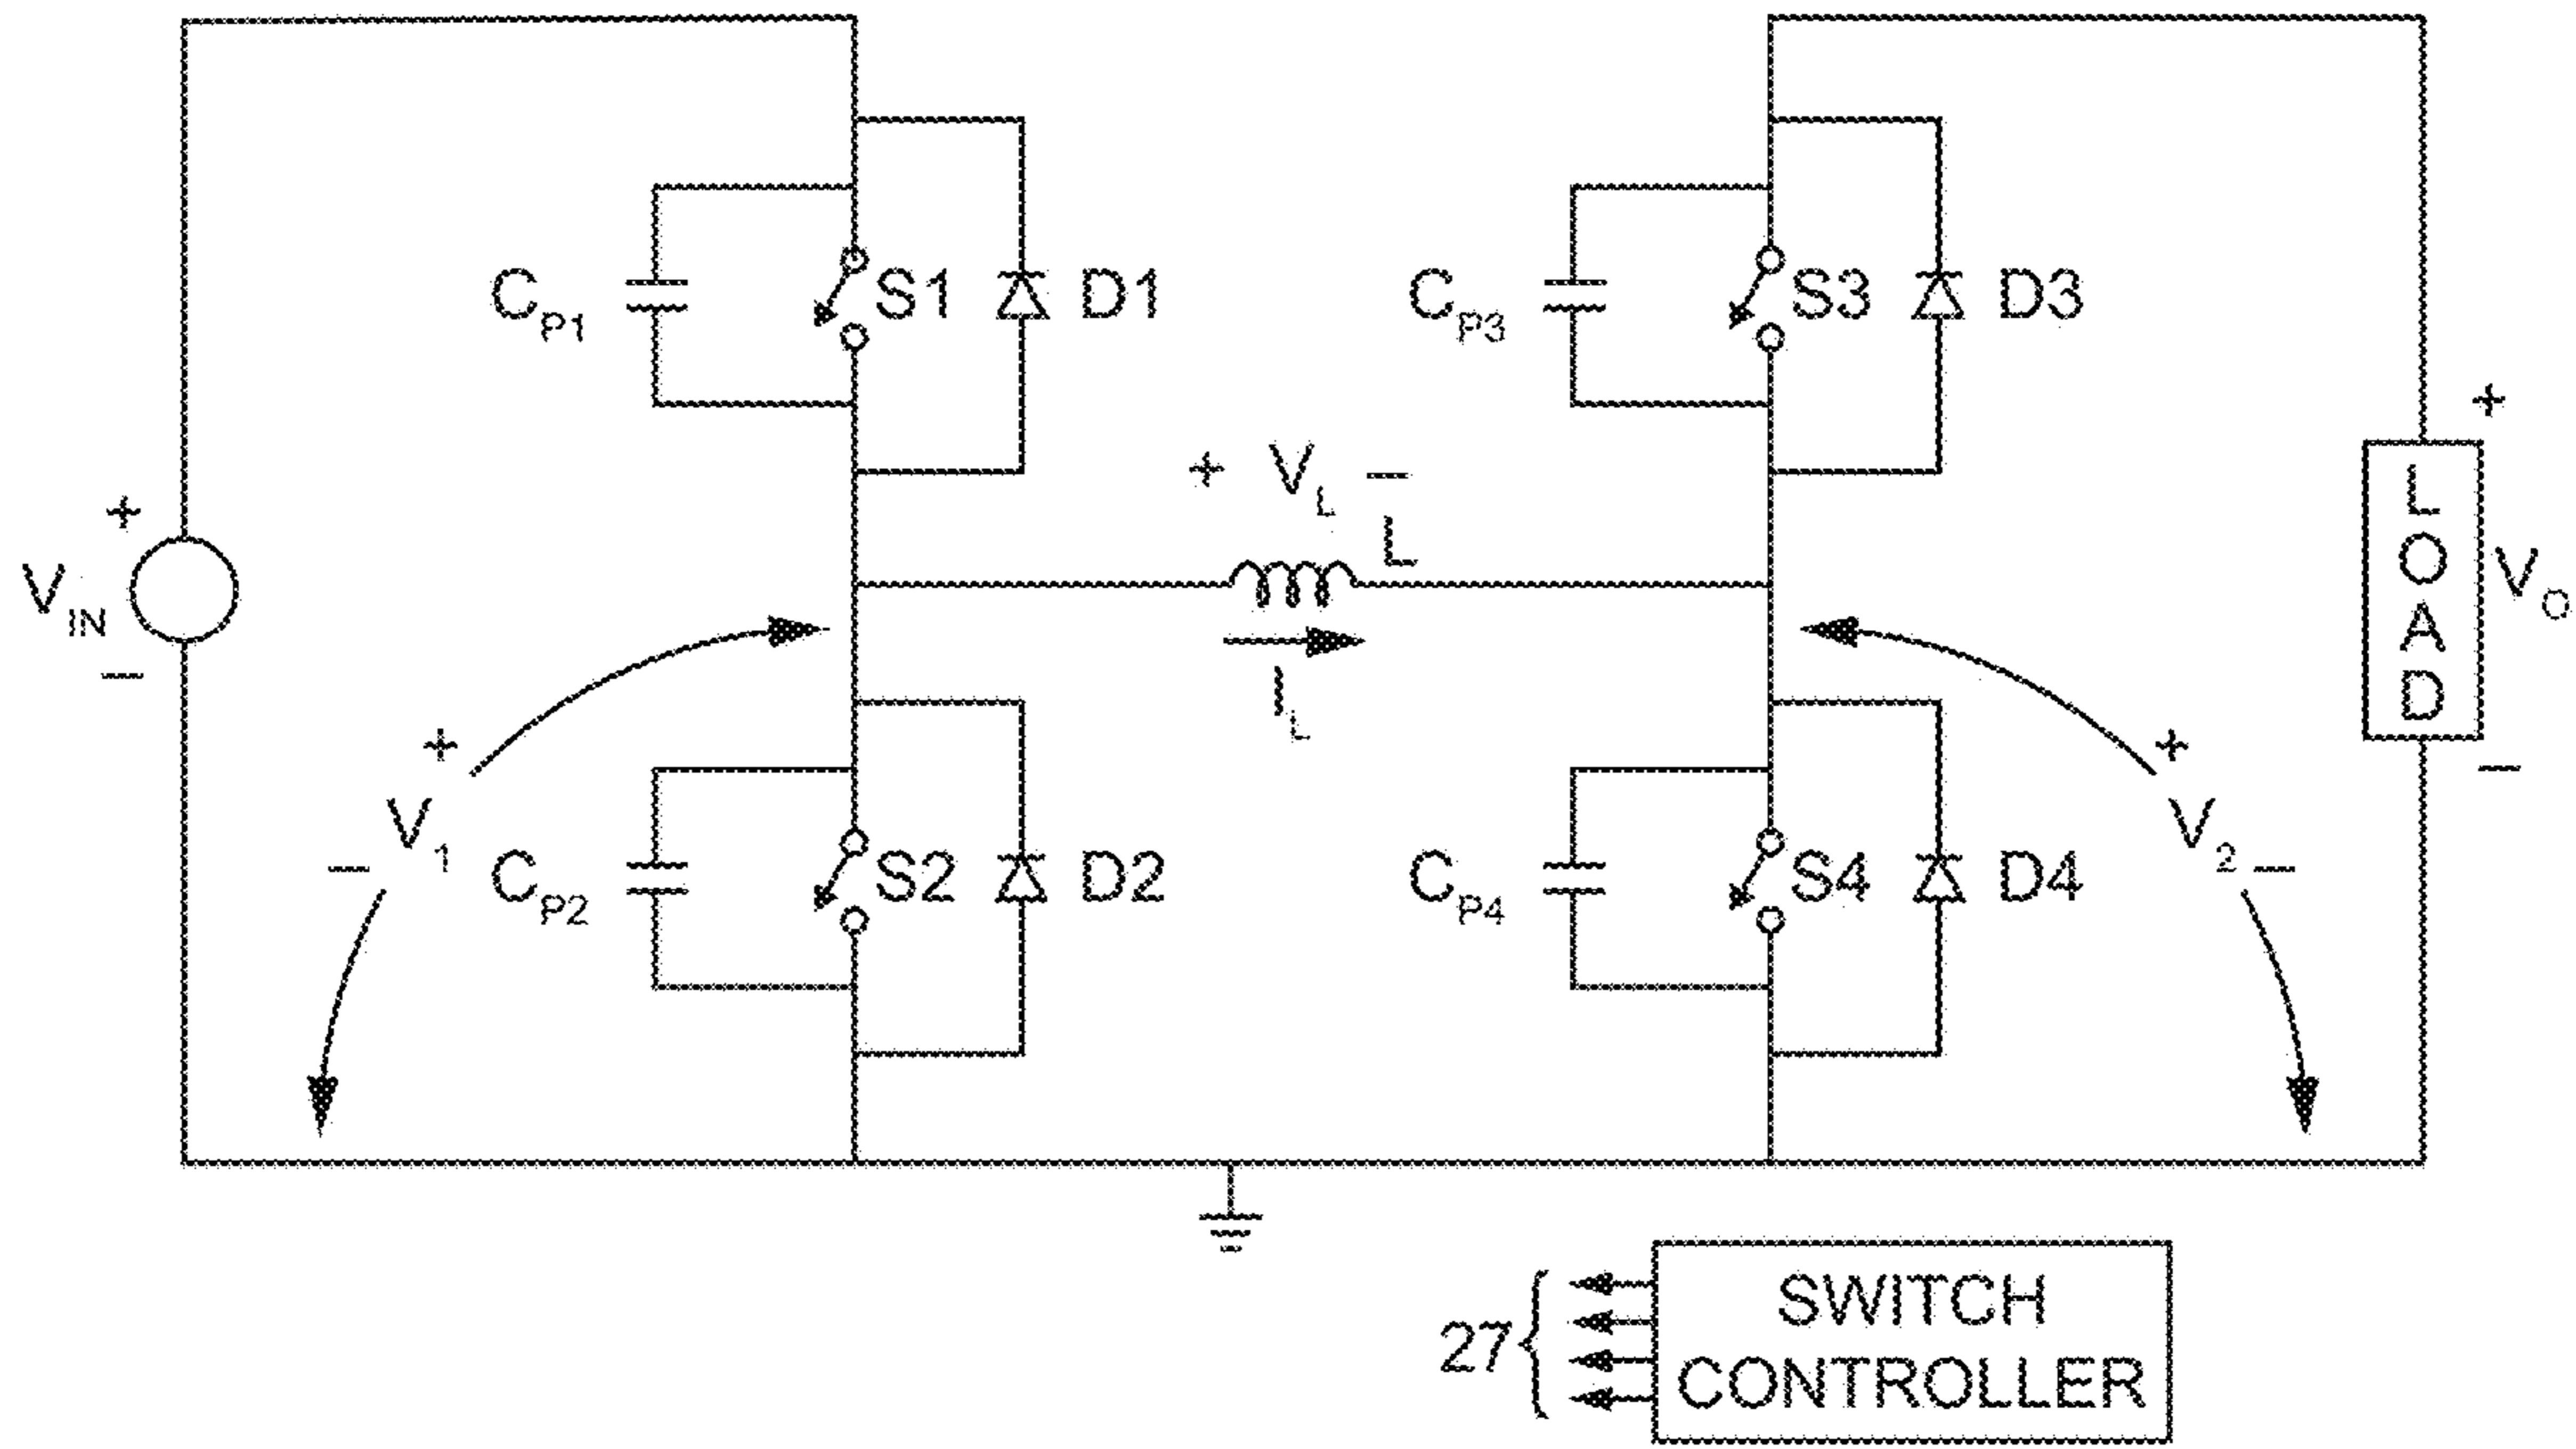 C_P1 S1 D1
C_P3 S3 D3
+ V_L −
L
I_L
+
V_IN
−
+
LOAD
V_O
−
+
V_1
−
+
V_2
−
C_P2 S2 D2
C_P4 S4 D4
27
SWITCH
CONTROLLER